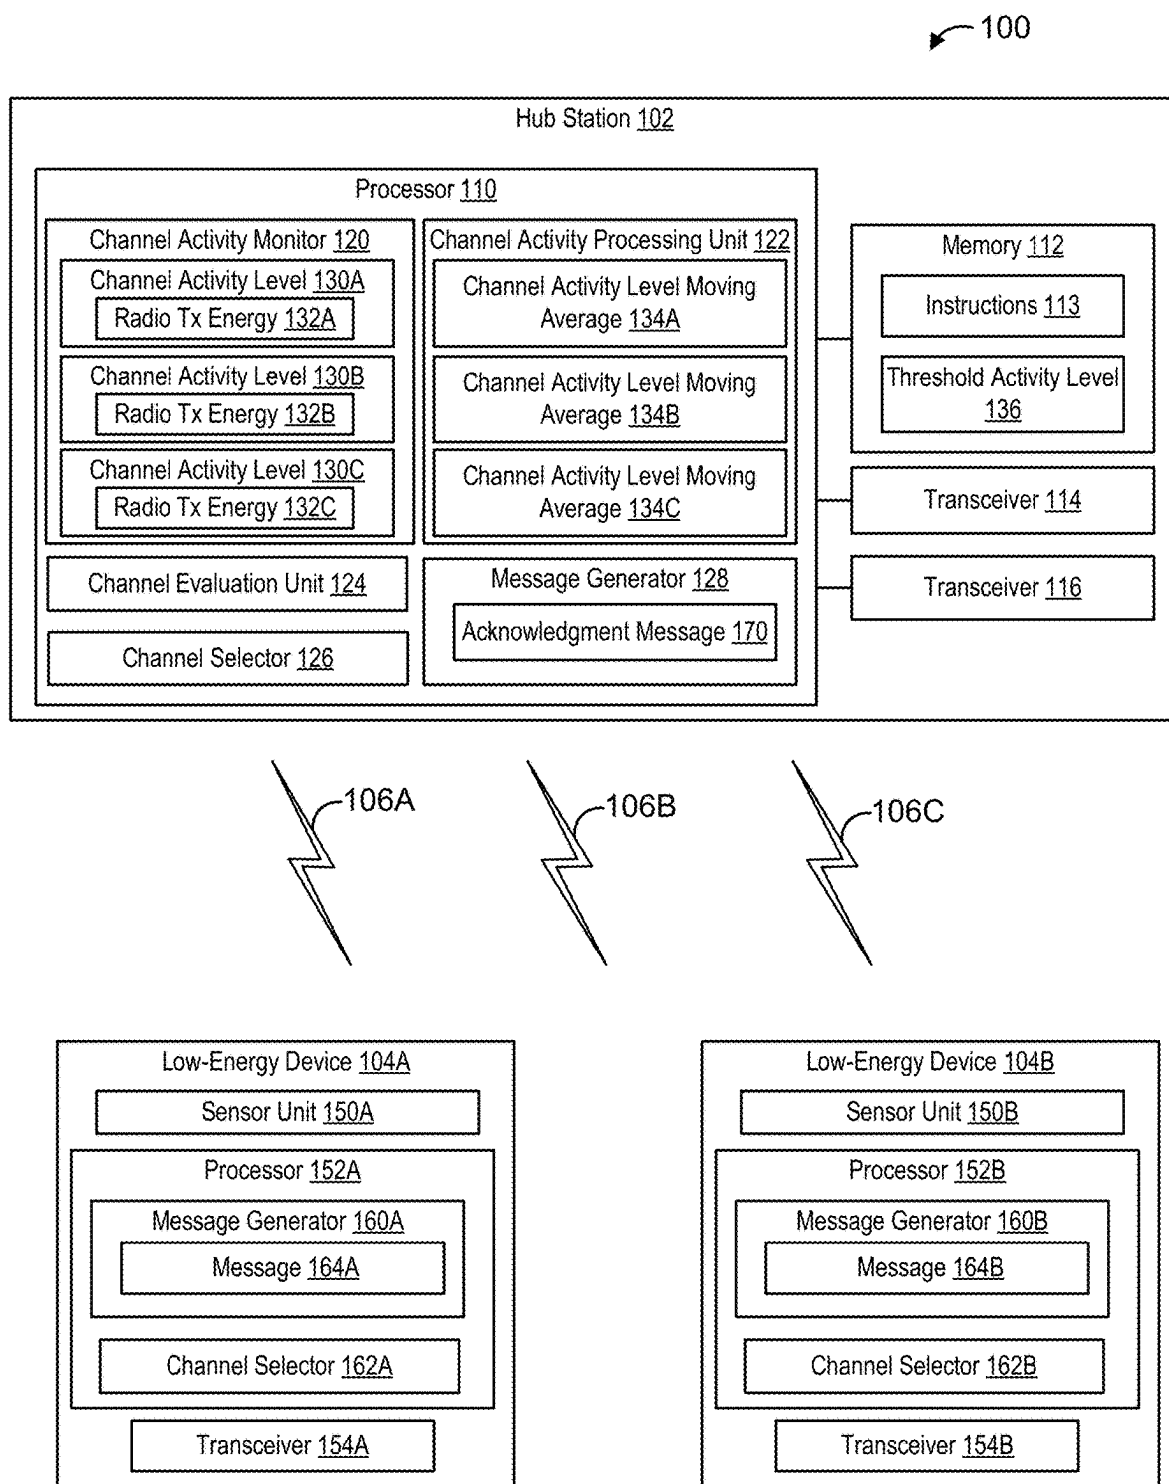 100
Hub Station 102
Processor 110
Channel Activity Monitor 120
Channel Activity Level 130A
Radio Tx Energy 132A
Channel Activity Level 130B
Radio Tx Energy 132B
Channel Activity Level 130C
Radio Tx Energy 132C
Channel Activity Processing Unit 122
Channel Activity Level Moving
Average 134A
Channel Activity Level Moving
Average 134B
Channel Activity Level Moving
Average 134C
Channel Evaluation Unit 124
Channel Selector 126
Message Generator 128
Acknowledgment Message 170
Memory 112
Instructions 113
Threshold Activity Level
136
Transceiver 114
Transceiver 116
106A
106B
106C
Low-Energy Device 104A
Sensor Unit 150A
Processor 152A
Message Generator 160A
Message 164A
Channel Selector 162A
Transceiver 154A
Low-Energy Device 104B
Sensor Unit 150B
Processor 152B
Message Generator 160B
Message 164B
Channel Selector 162B
Transceiver 154B